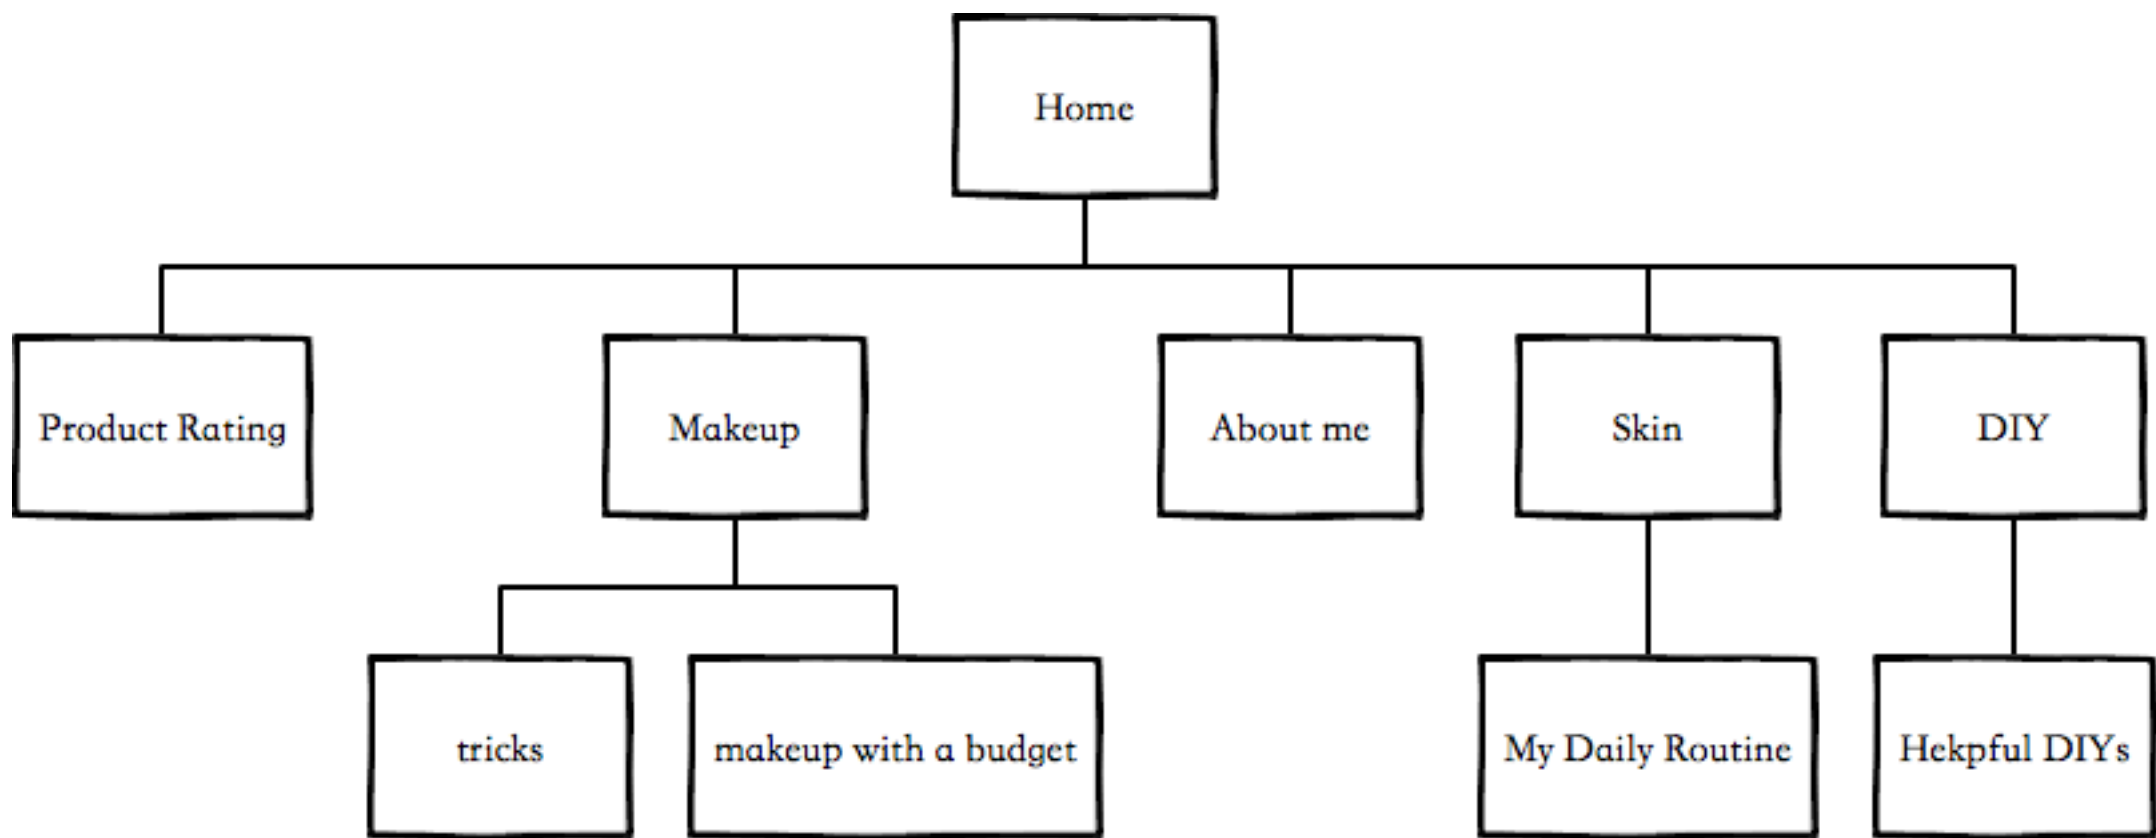 Home
Product Rating
Makeup
About me
Skin
DIY
tricks
makeup with a budget
My Daily Routine
Hekpful DIYs